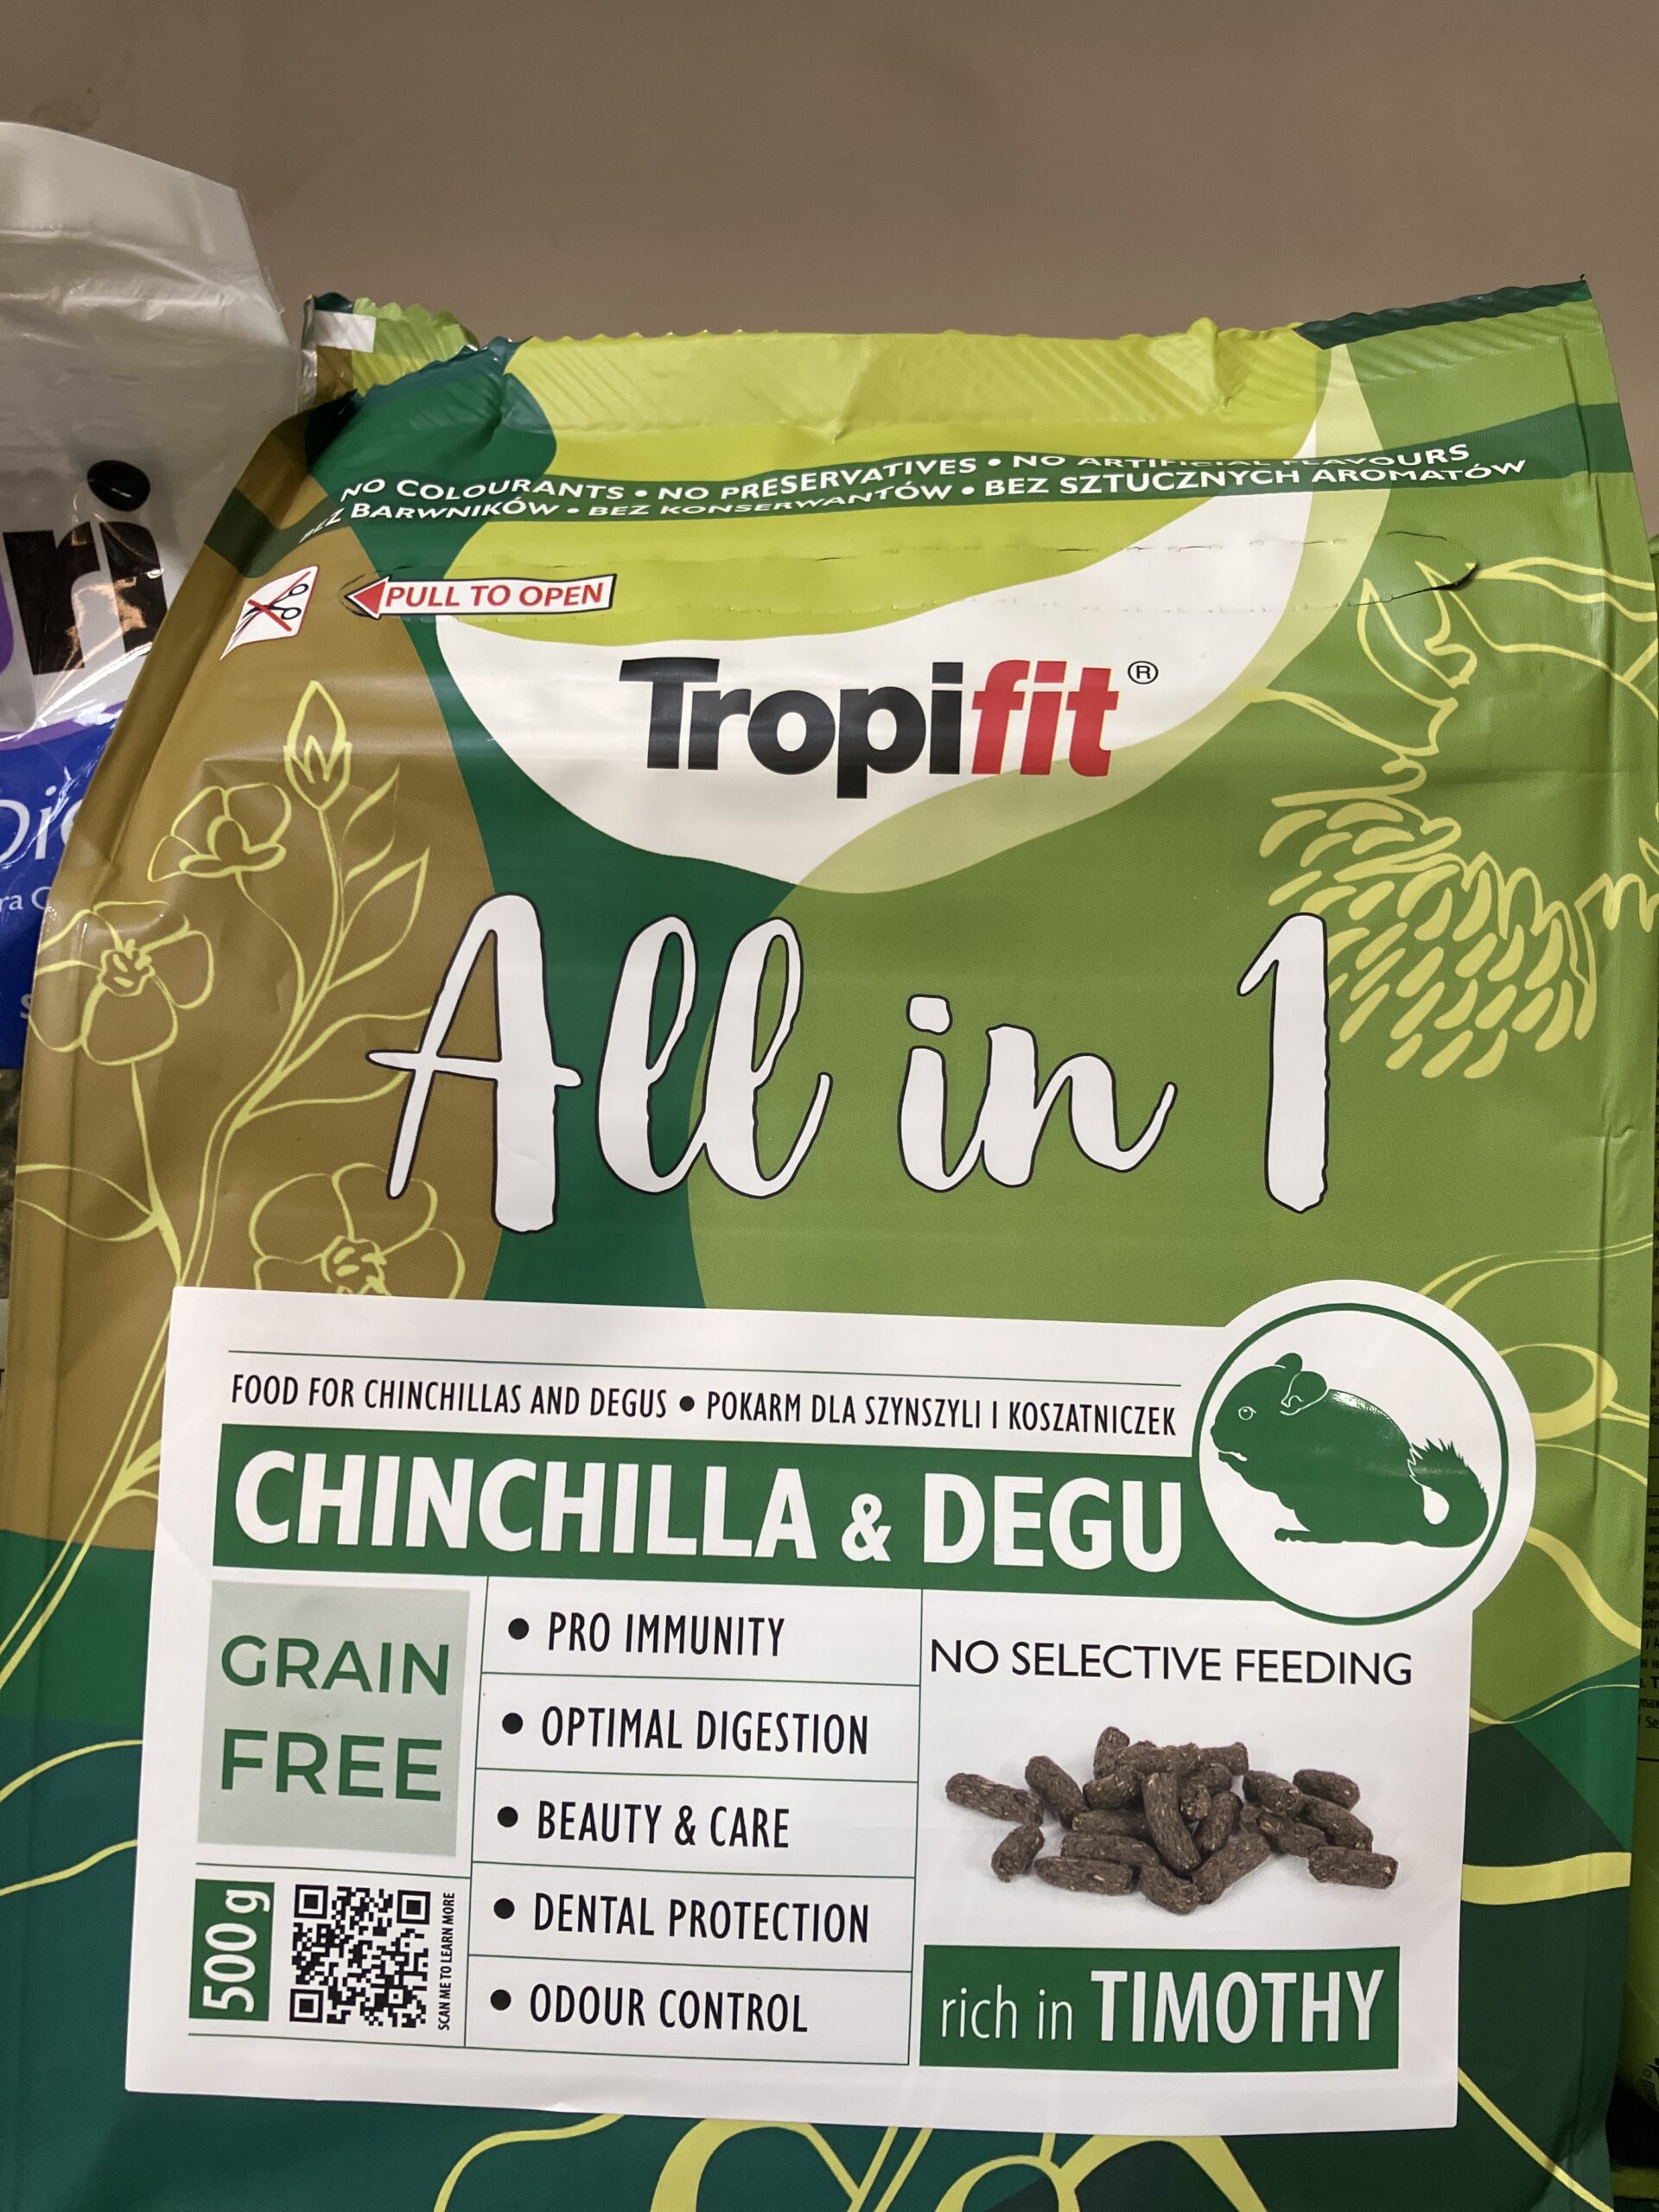 NO COLOURANTS • NO PRESERVATIVES • NO ARTIFICIAL FLAVOURS
BEZ BARWNIKÓW • BEZ KONSERWANTÓW • BEZ SZTUCZNYCH AROMATÓW
PULL TO OPEN
Tropifit®
All in 1
FOOD FOR CHINCHILLAS AND DEGUS • POKARM DLA SZYNSZYLI I KOSZATNICZEK
CHINCHILLA & DEGU
GRAIN
FREE
• PRO IMMUNITY
• OPTIMAL DIGESTION
• BEAUTY & CARE
• DENTAL PROTECTION
• ODOUR CONTROL
NO SELECTIVE FEEDING
rich in TIMOTHY
500 g
SCAN ME TO LEARN MORE